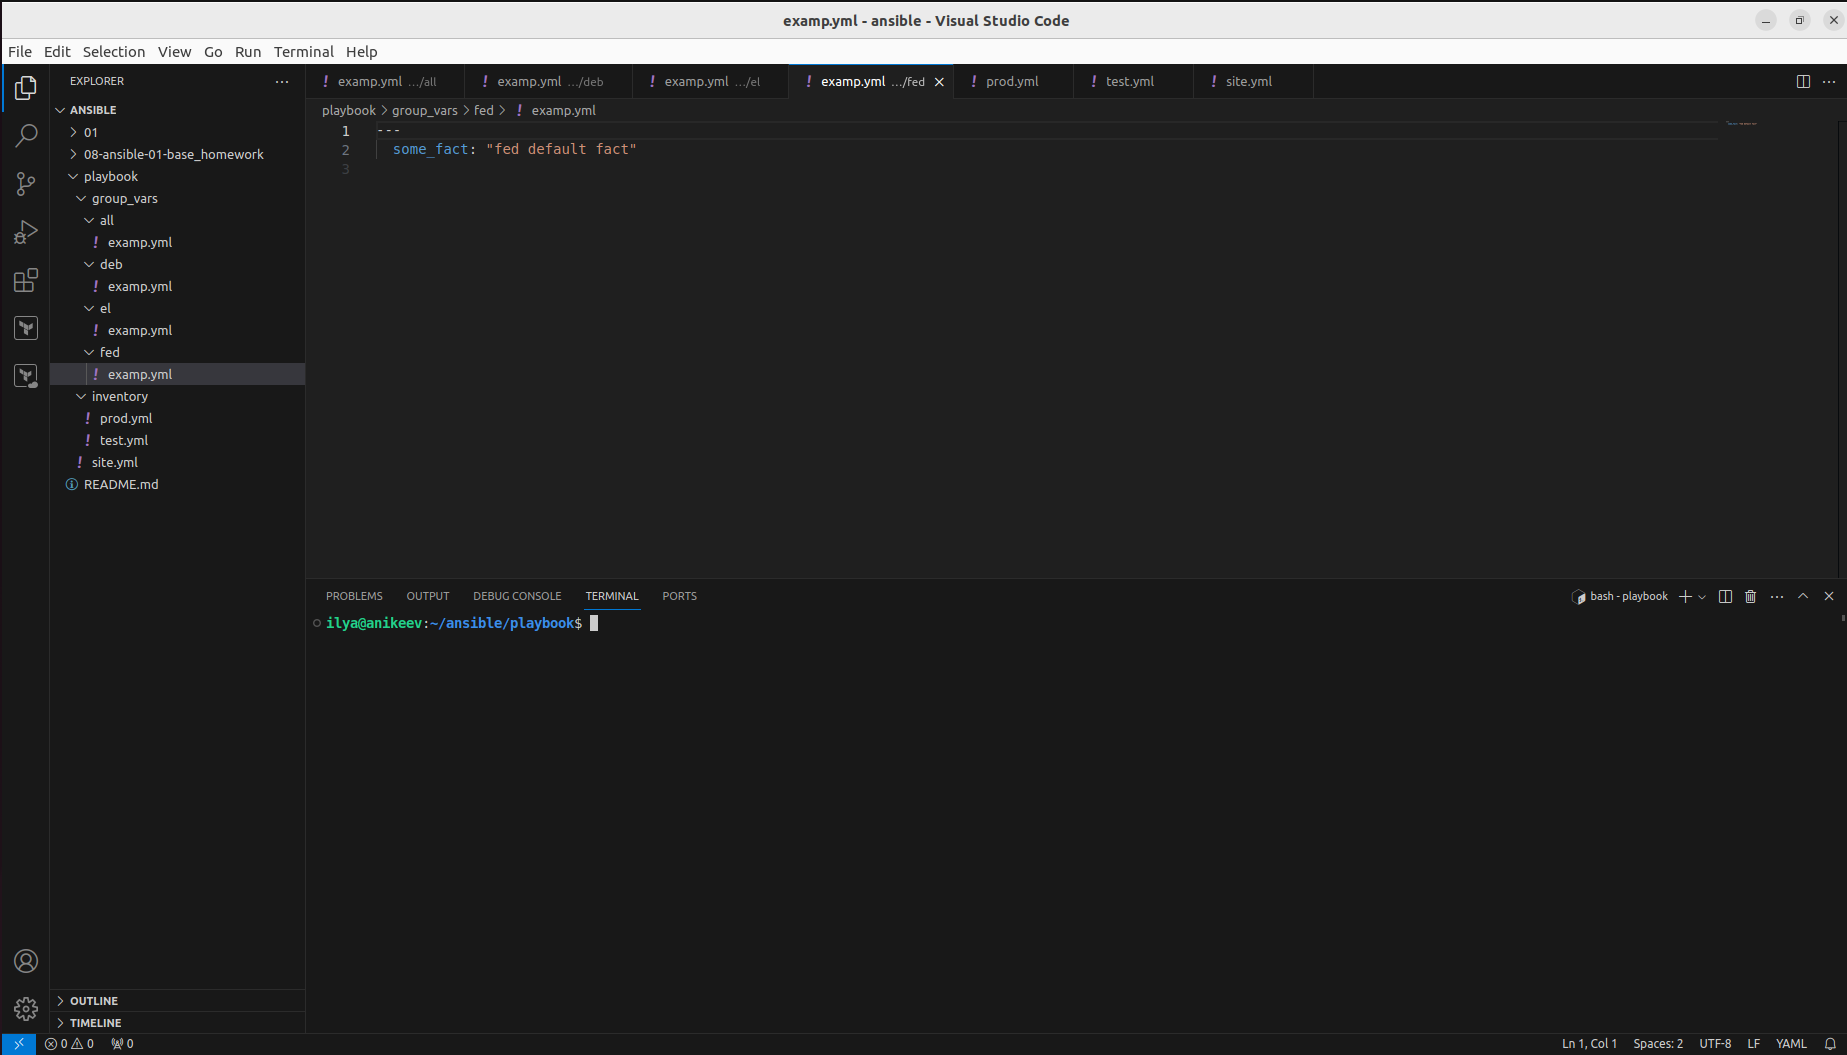 examp.yml - ansible - Visual Studio Code
File Edit Selection View Go Run Terminal Help
EXPLORER
ANSIBLE
01
08-ansible-01-base_homework
playbook
group_vars
all
examp.yml
deb
examp.yml
el
examp.yml
fed
examp.yml
inventory
prod.yml
test.yml
site.yml
README.md
OUTLINE
TIMELINE
examp.yml .../all examp.yml .../deb examp.yml .../el examp.yml .../fed prod.yml test.yml site.yml
playbook > group_vars > fed > ! examp.yml
1 ---
2 some_fact: "fed default fact"
3
PROBLEMS OUTPUT DEBUG CONSOLE TERMINAL PORTS
bash - playbook
ilya@anikeev:~/ansible/playbook$
0 0 0
Ln 1, Col 1 Spaces: 2 UTF-8 LF YAML